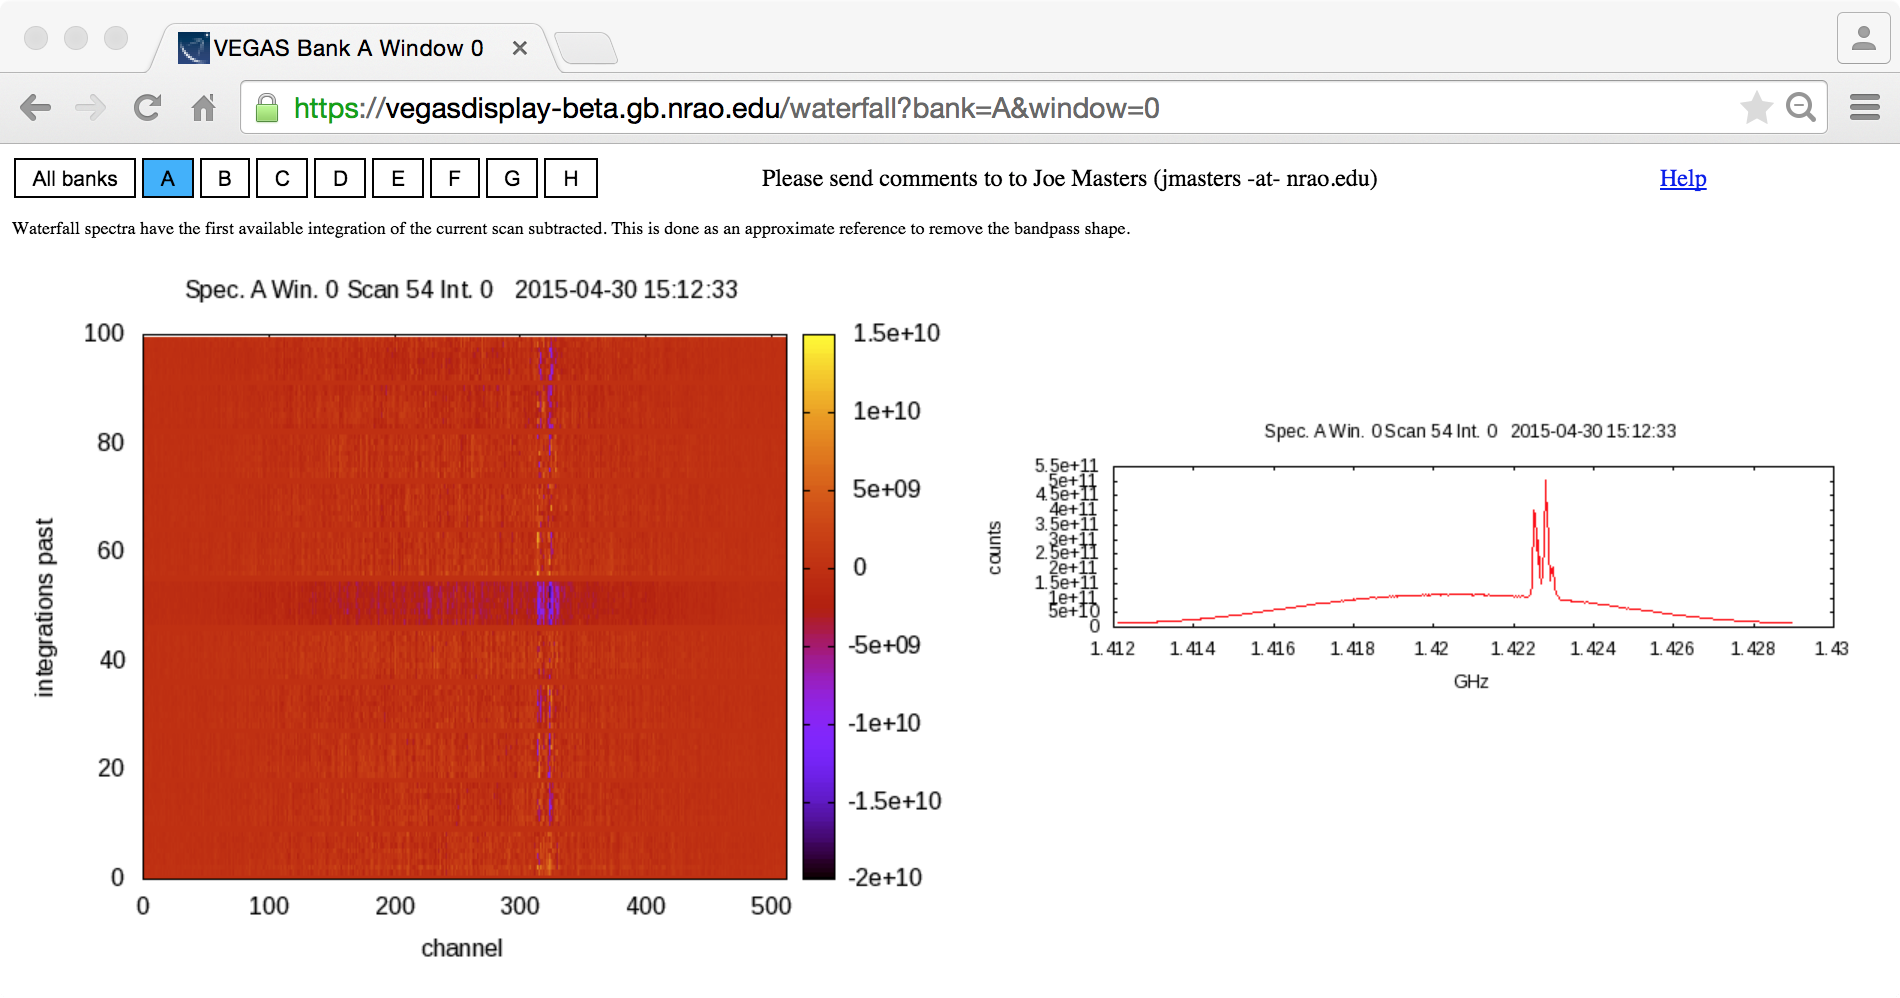 VEGAS Bank A Window 0
https://vegasdisplay-beta.gb.nrao.edu/waterfall?bank=A&window=0
All banks A B C D E F G H Please send comments to to Joe Masters (jmasters -at- nrao.edu) Help
Waterfall spectra have the first available integration of the current scan subtracted. This is done as an approximate reference to remove the bandpass shape.
Spec. A Win. 0 Scan 54 Int. 0 2015-04-30 15:12:33
100
80
60
40
20
0
integrations past
0 100 200 300 400 500
channel
1.5e+10
1e+10
5e+09
0
-5e+09
-1e+10
-1.5e+10
-2e+10
Spec. A Win. 0 Scan 54 Int. 0 2015-04-30 15:12:33
5.5e+11
5e+11
4.5e+11
4e+11
3.5e+11
3e+11
2.5e+11
2e+11
1.5e+11
1e+11
5e+10
0
counts
1.412 1.414 1.416 1.418 1.42 1.422 1.424 1.426 1.428 1.43
GHz